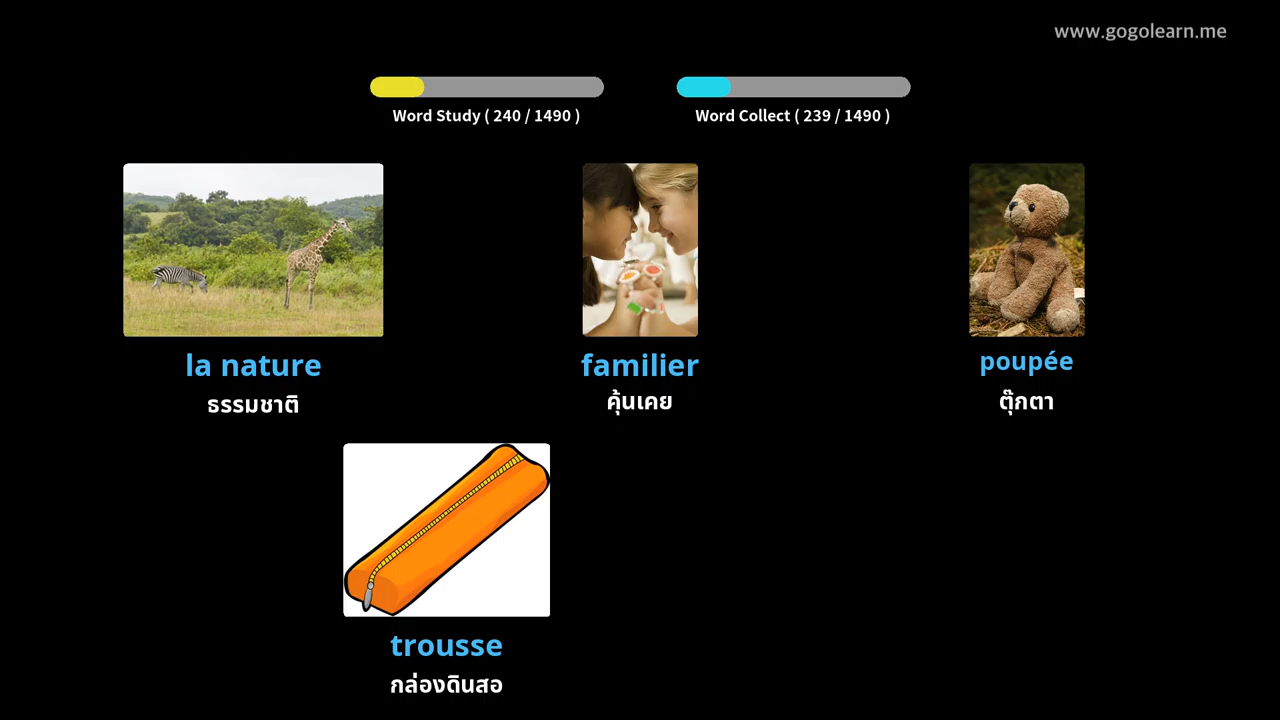 www.gogolearn.me
Word Study ( 240 / 1490 )
Word Collect ( 239 / 1490 )
la nature
ธรรมชาติ
familier
คุ้นเคย
poupée
ตุ๊กตา
trousse
กล่องดินสอ